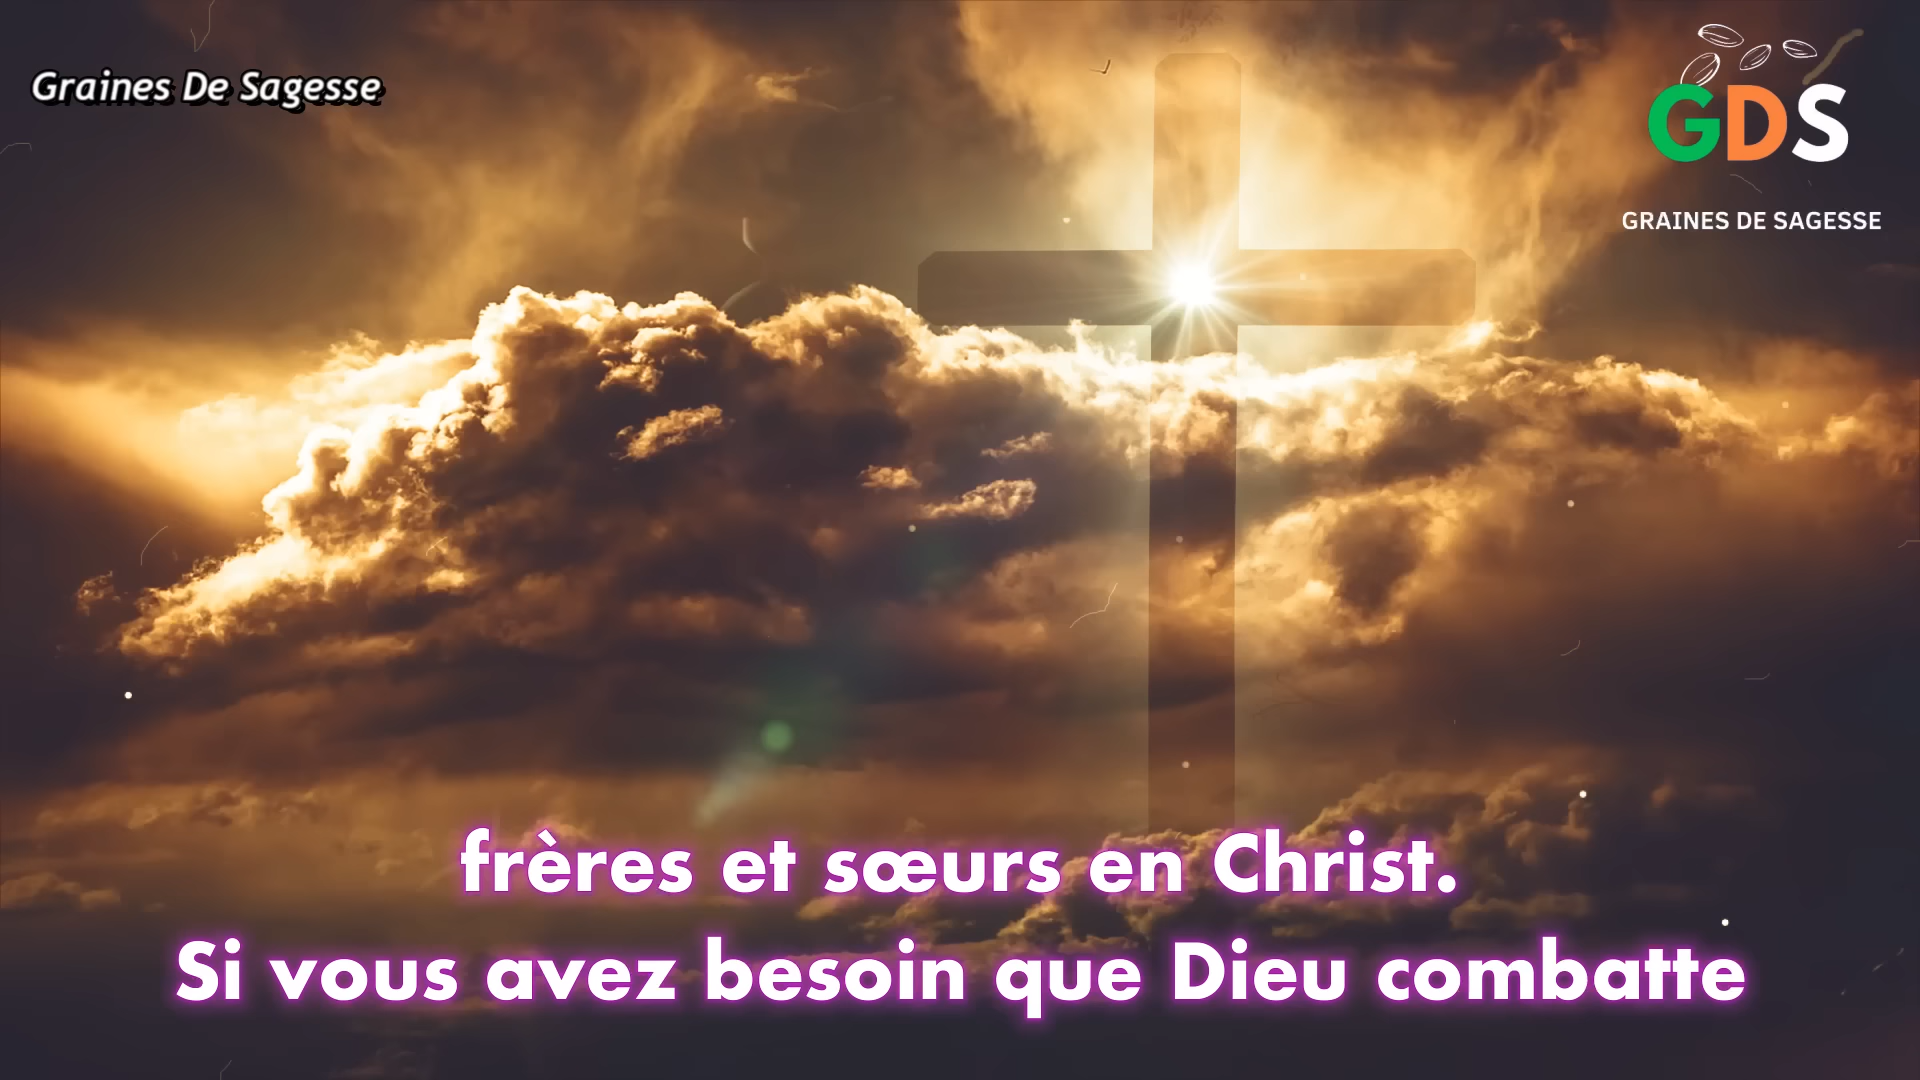 Graines De Sagesse
GDS
GRAINES DE SAGESSE
frères et sœurs en Christ.
Si vous avez besoin que Dieu combatte